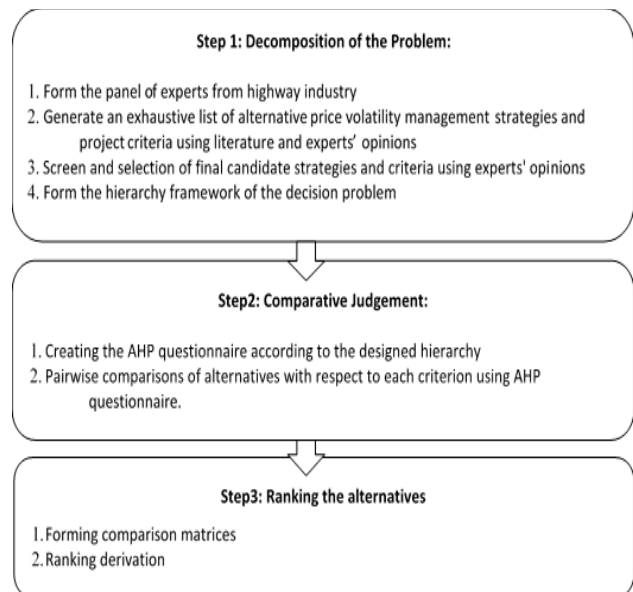 Step 1: Decomposition of the Problem:
1. Form the panel of experts from highway industry
2. Generate an exhaustive list of alternative price volatility management strategies and
project criteria using literature and experts' opinions
3. Screen and selection of final candidate strategies and criteria using experts' opinions
4. Form the hierarchy framework of the decision problem
Step2: Comparative Judgement:
1. Creating the AHP questionnaire according to the designed hierarchy
2. Pairwise comparisons of alternatives with respect to each criterion using AHP
questionnaire.
Step3: Ranking the alternatives
1.Forming comparison matrices
2.Ranking derivation